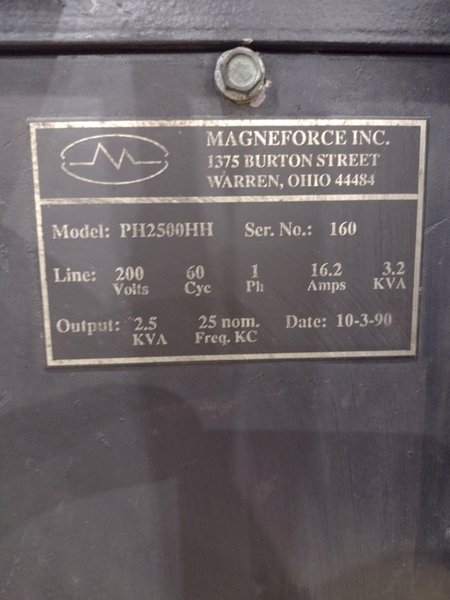 MAGNEFORCE INC.
1375 BURTON STREET
WARREN, OHIO 44484
Model: PH2500HH Ser. No.: 160
Line: 200 60 1 16.2 3.2
Volts Cyc Ph Amps KVA
Output: 2.5 25 nom. Date: 10-3-90
KVA Freq. KC